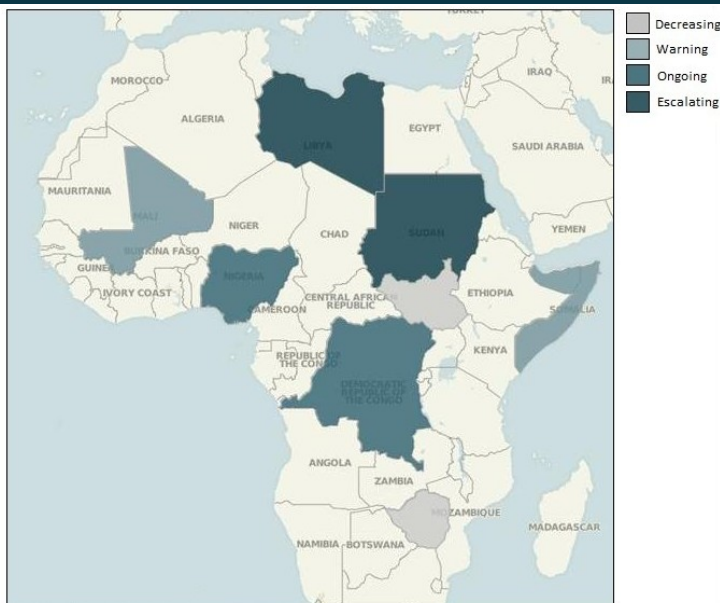 TURKEY
Decreasing
Warning
Ongoing
Escalating
MOROCCO
IRAQ
ALGERIA
LIBYA
EGYPT
SAUDI ARABIA
MAURITANIA
MALI
NIGER
CHAD
SUDAN
YEMEN
BURKINA FASO
GUINE
NIGERIA
IVORY COAST
CAMEROON
CENTRAL AFRICAN
REPUBLIC
ETHIOPIA
SOMALIA
KENYA
REPUBLIC OF
THE CONGO
DEMOCRATIC
REPUBLIC OF
THE CONGO
ANGOLA
ZAMBIA
MOZAMBIQUE
MADAGASCAR
NAMIBIA
BOTSWANA